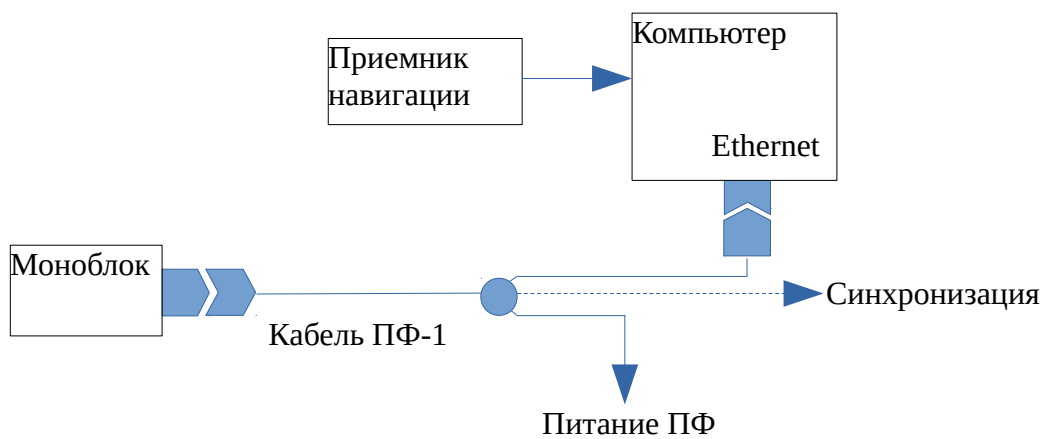 Компьютер
Приемник
навигации
Ethernet
Моноблок
Синхронизация
Кабель ПФ-1
Питание ПФ